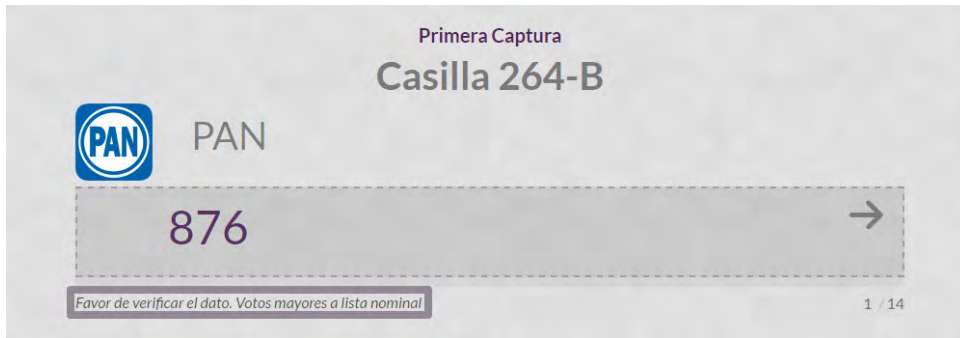 Primera Captura
Casilla 264-B
PAN PAN
876
Favor de verificar el dato. Votos mayores a lista nominal 1 / 14